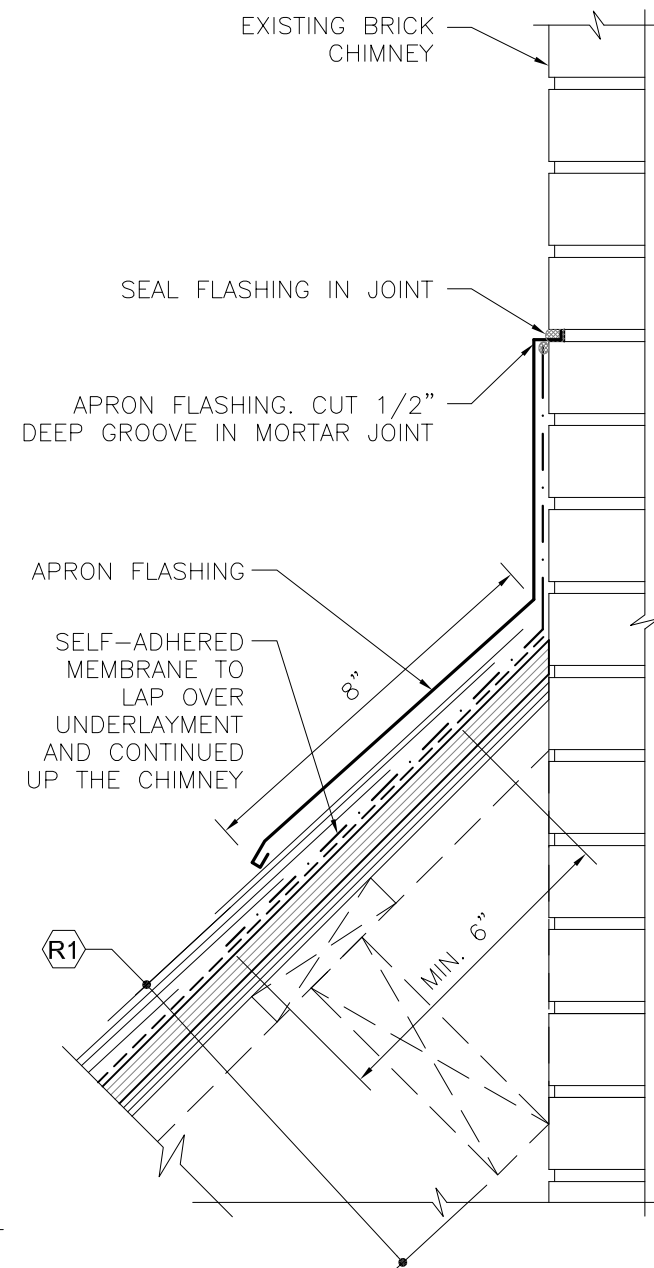 EXISTING BRICK
CHIMNEY
SEAL FLASHING IN JOINT
APRON FLASHING. CUT 1/2"
DEEP GROOVE IN MORTAR JOINT
APRON FLASHING
8"
SELF-ADHERED
MEMBRANE TO
LAP OVER
UNDERLAYMENT
AND CONTINUED
UP THE CHIMNEY
MIN. 6"
R1